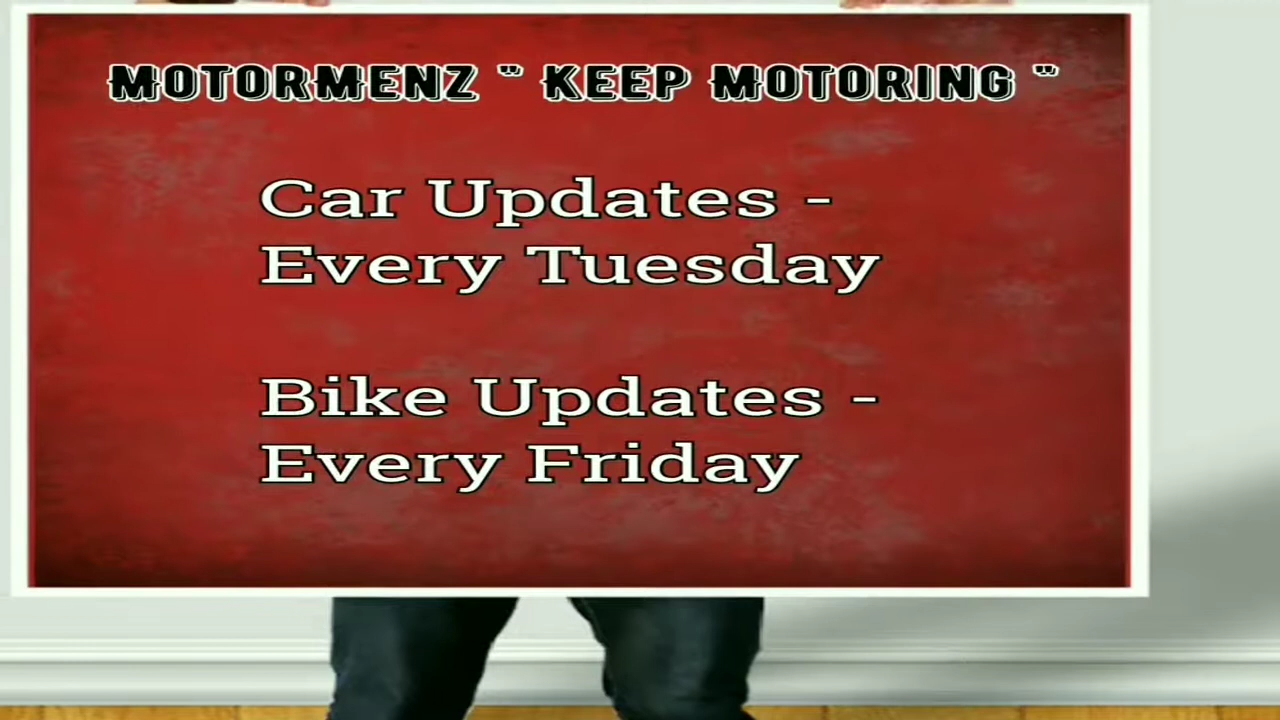 MOTORMENZ " KEEP MOTORING "
Car Updates -
Every Tuesday
Bike Updates -
Every Friday